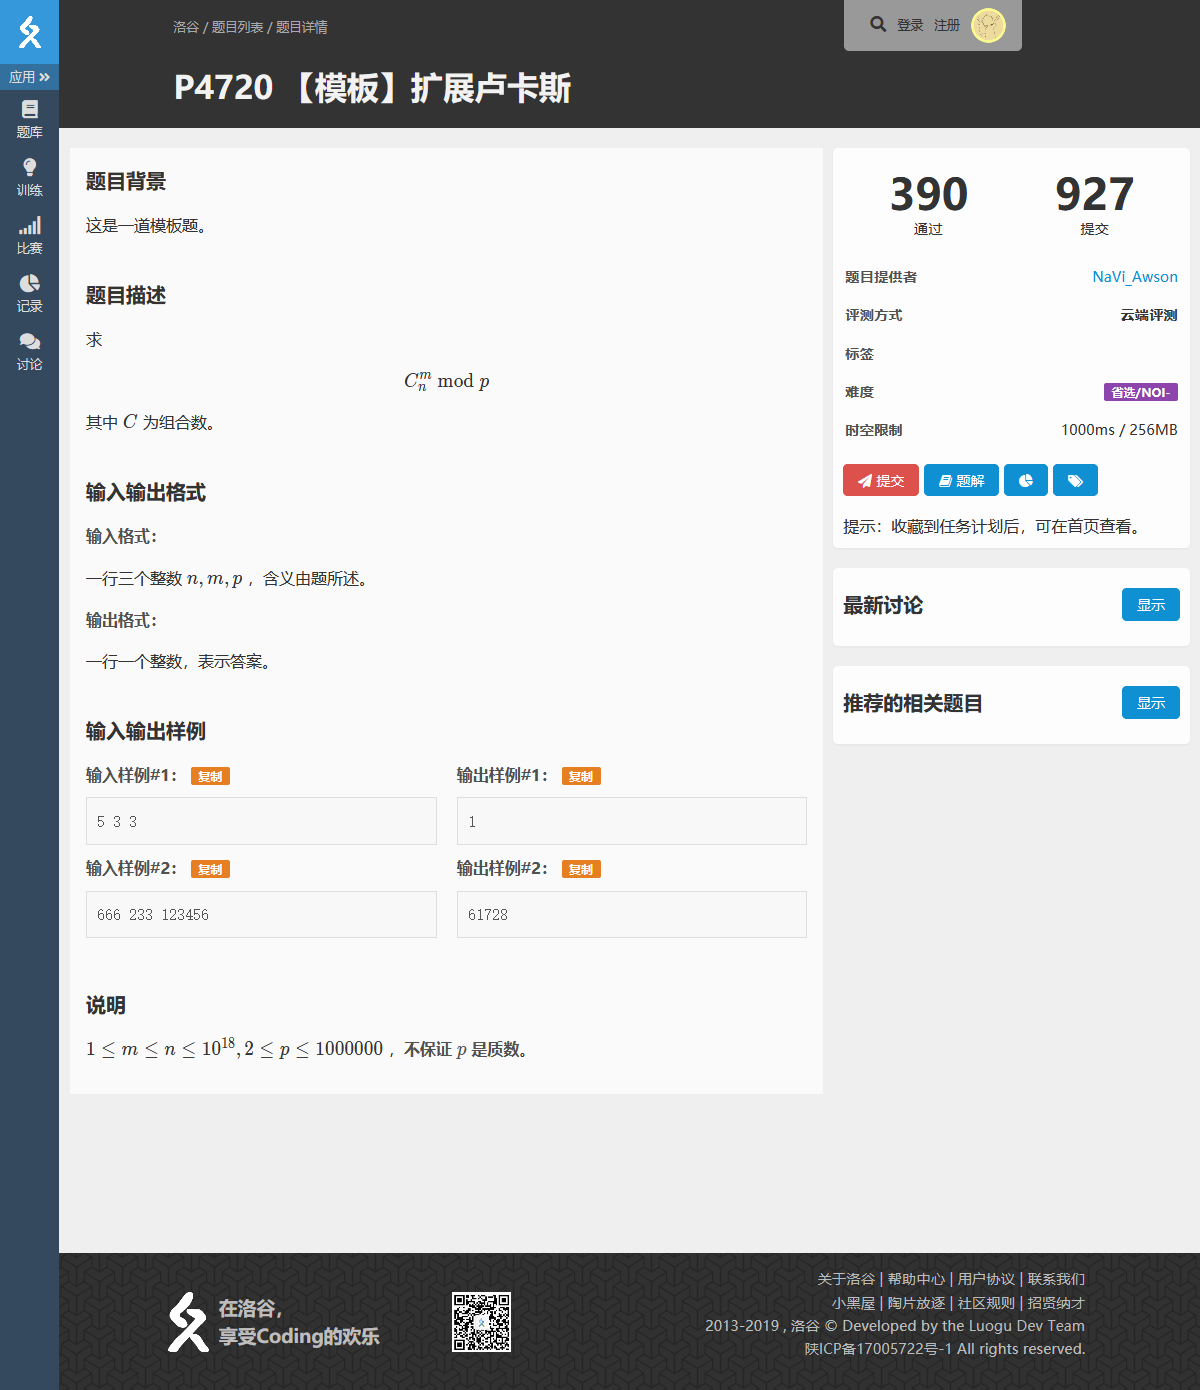 洛谷 / 题目列表 / 题目详情
登录 注册
应用
P4720 【模板】扩展卢卡斯
题库
训练
比赛
记录
讨论
题目背景
这是一道模板题。
题目描述
求
C_n^m mod p
其中 C 为组合数。
输入输出格式
输入格式：
一行三个整数 n, m, p ，含义由题所述。
输出格式：
一行一个整数，表示答案。
输入输出样例
输入样例#1： 复制
5 3 3
输出样例#1： 复制
1
输入样例#2： 复制
666 233 123456
输出样例#2： 复制
61728
说明
1 ≤ m ≤ n ≤ 10^18, 2 ≤ p ≤ 1000000 ，不保证 p 是质数。
390 927
通过 提交
题目提供者 NaVi_Awson
评测方式 云端评测
标签
难度 省选/NOI-
时空限制 1000ms / 256MB
提交 题解
提示：收藏到任务计划后，可在首页查看。
最新讨论 显示
推荐的相关题目 显示
在洛谷，
享受Coding的欢乐
关于洛谷 | 帮助中心 | 用户协议 | 联系我们
小黑屋 | 陶片放逐 | 社区规则 | 招贤纳才
2013-2019 , 洛谷 © Developed by the Luogu Dev Team
陕ICP备17005722号-1 All rights reserved.